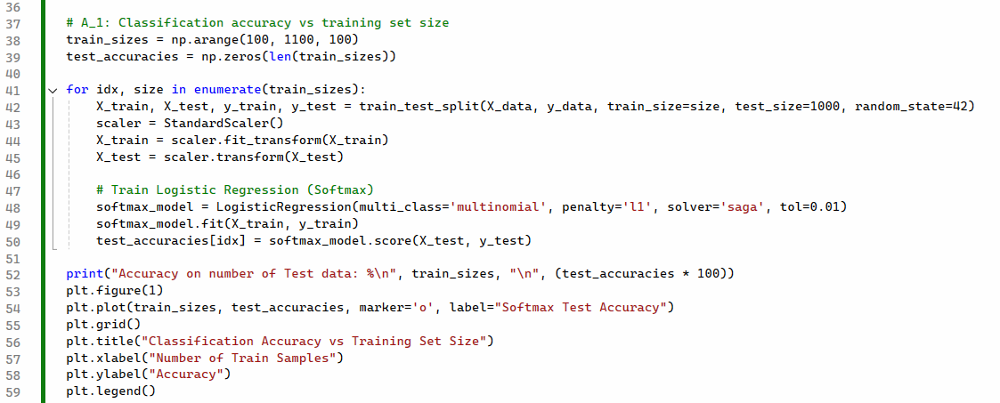 36
37 # A_1: Classification accuracy vs training set size
38 train_sizes = np.arange(100, 1100, 100)
39 test_accuracies = np.zeros(len(train_sizes))
40
41 for idx, size in enumerate(train_sizes):
42 X_train, X_test, y_train, y_test = train_test_split(X_data, y_data, train_size=size, test_size=1000, random_state=42)
43 scaler = StandardScaler()
44 X_train = scaler.fit_transform(X_train)
45 X_test = scaler.transform(X_test)
46
47 # Train Logistic Regression (Softmax)
48 softmax_model = LogisticRegression(multi_class='multinomial', penalty='l1', solver='saga', tol=0.01)
49 softmax_model.fit(X_train, y_train)
50 test_accuracies[idx] = softmax_model.score(X_test, y_test)
51
52 print("Accuracy on number of Test data: %\n", train_sizes, "\n", (test_accuracies * 100))
53 plt.figure(1)
54 plt.plot(train_sizes, test_accuracies, marker='o', label="Softmax Test Accuracy")
55 plt.grid()
56 plt.title("Classification Accuracy vs Training Set Size")
57 plt.xlabel("Number of Train Samples")
58 plt.ylabel("Accuracy")
59 plt.legend()